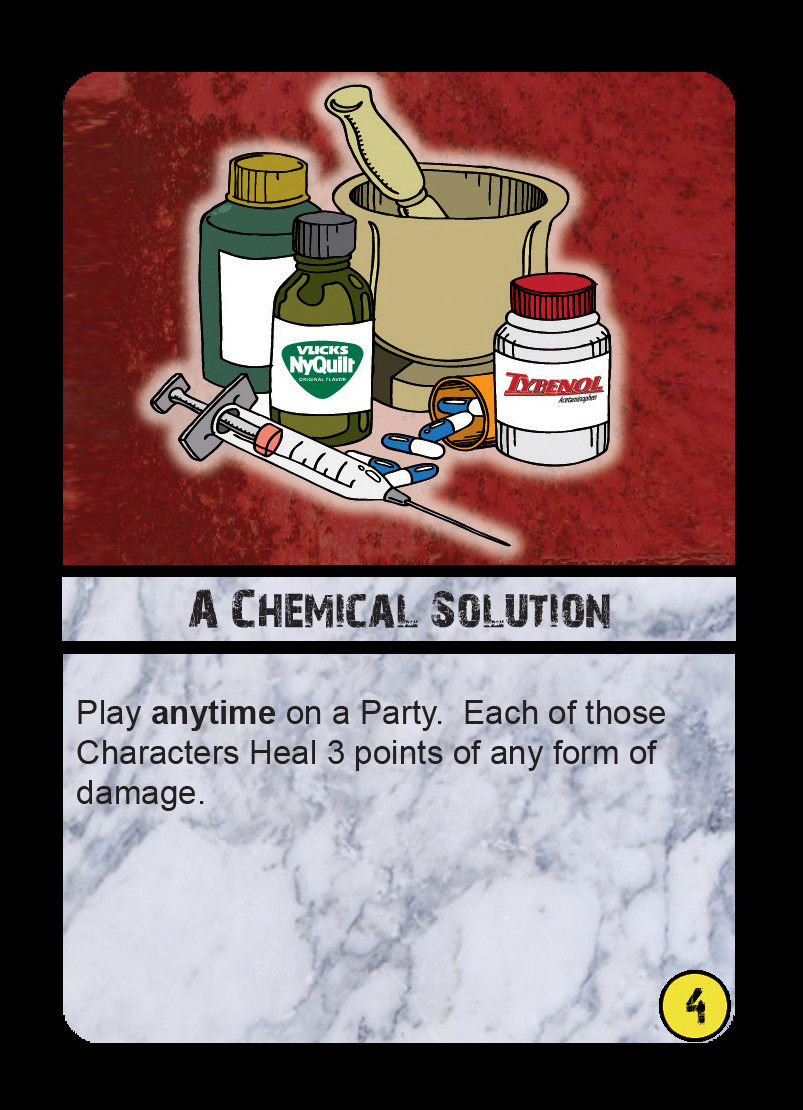 VLICKS
NyQuilt
ORIGINAL FLAVOR
TYBENOL
Acetaminophen
A CHEMICAL SOLUTION
Play anytime on a Party.  Each of those
Characters Heal 3 points of any form of
damage.
4